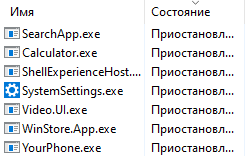 Имя Состояние
SearchApp.exe Приостановл...
Calculator.exe Приостановл...
ShellExperienceHost.... Приостановл...
SystemSettings.exe Приостановл...
Video.UI.exe Приостановл...
WinStore.App.exe Приостановл...
YourPhone.exe Приостановл...